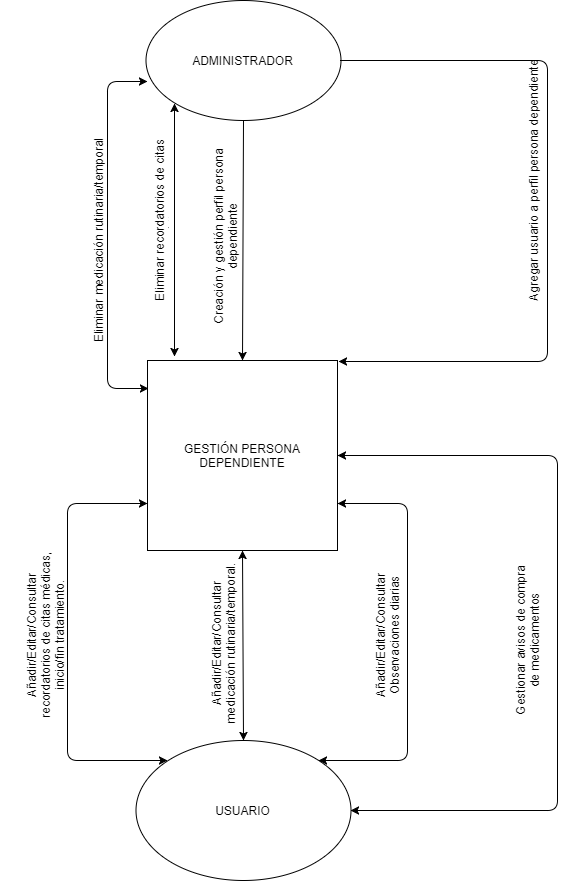 ADMINISTRADOR
Eliminar medicación rutinaria/temporal
Eliminar recordatorios de citas
Creación y gestión perfil persona
dependiente
Agregar usuario a perfil persona dependiente
GESTIÓN PERSONA
DEPENDIENTE
Añadir/Editar/Consultar
recordatorios de citas médicas,
inicio/fin tratamiento.
Añadir/Editar/Consultar
medicación rutinaria/temporal.
Añadir/Editar/Consultar
Observaciones diarias
Gestionar avisos de compra
de medicamentos
USUARIO